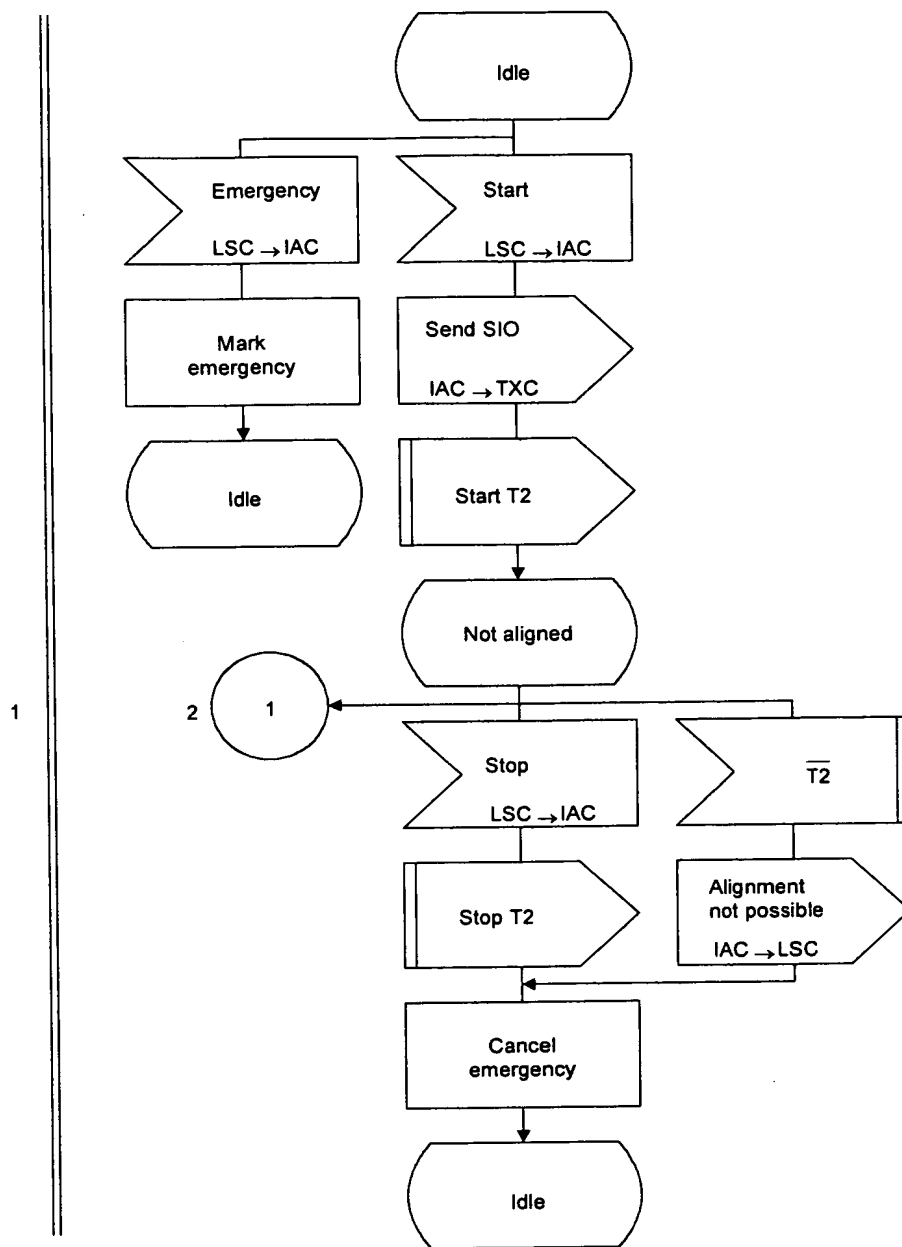 Idle
Emergency
LSC → IAC
Start
LSC → IAC
Mark
emergency
Send SIO
IAC → TXC
Idle
Start T2
Not aligned
1
2
1
Stop
LSC → IAC
T2
Stop T2
Alignment
not possible
IAC → LSC
Cancel
emergency
Idle